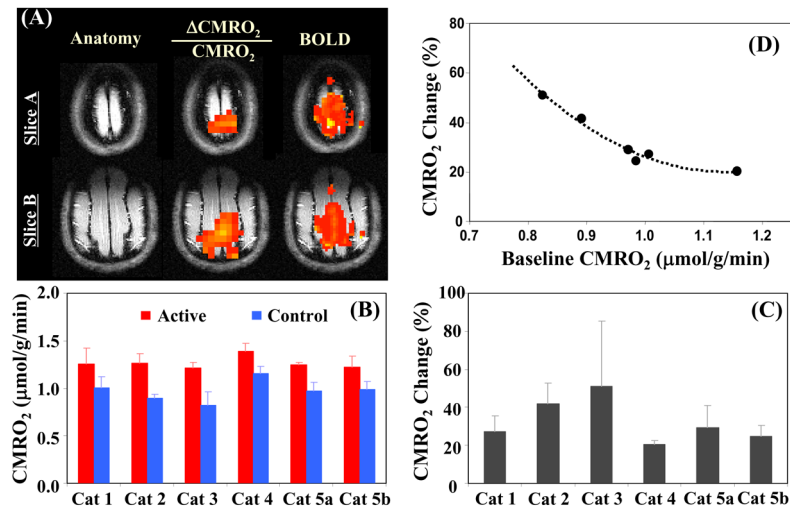 (A)
Anatomy
ΔCMRO₂
CMRO₂
BOLD
Slice A
Slice B
(D)
CMRO₂ Change (%)
80
60
40
20
0
0.7 0.8 0.9 1.0 1.1 1.2
Baseline CMRO₂ (μmol/g/min)
(B)
Active
Control
CMRO₂ (μmol/g/min)
2.0
1.5
1.0
1.5
0.0
Cat 1 Cat 2 Cat 3 Cat 4 Cat 5a Cat 5b
(C)
CMRO₂ Change (%)
100
80
60
40
20
0
Cat 1 Cat 2 Cat 3 Cat 4 Cat 5a Cat 5b